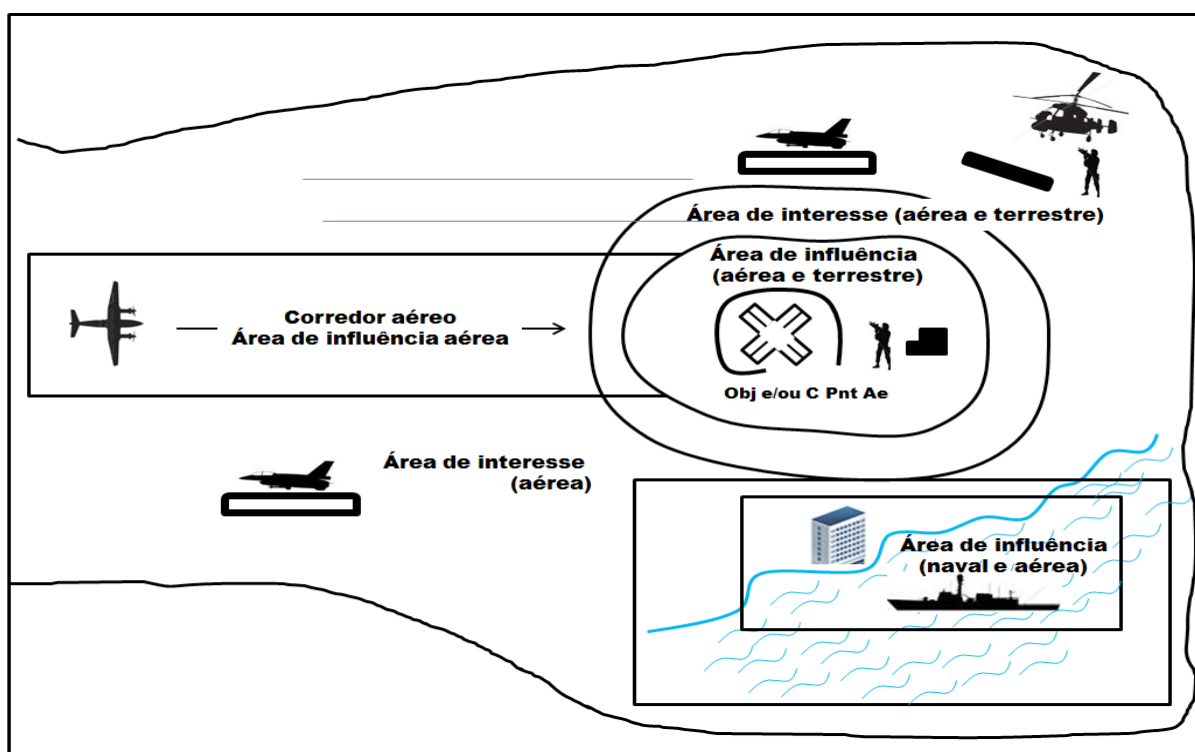 Área de interesse (aérea e terrestre)
Área de influência
(aérea e terrestre)
Corredor aéreo
Área de influência aérea
Obj e/ou C Pnt Ae
Área de interesse
(aérea)
Área de influência
(naval e aérea)